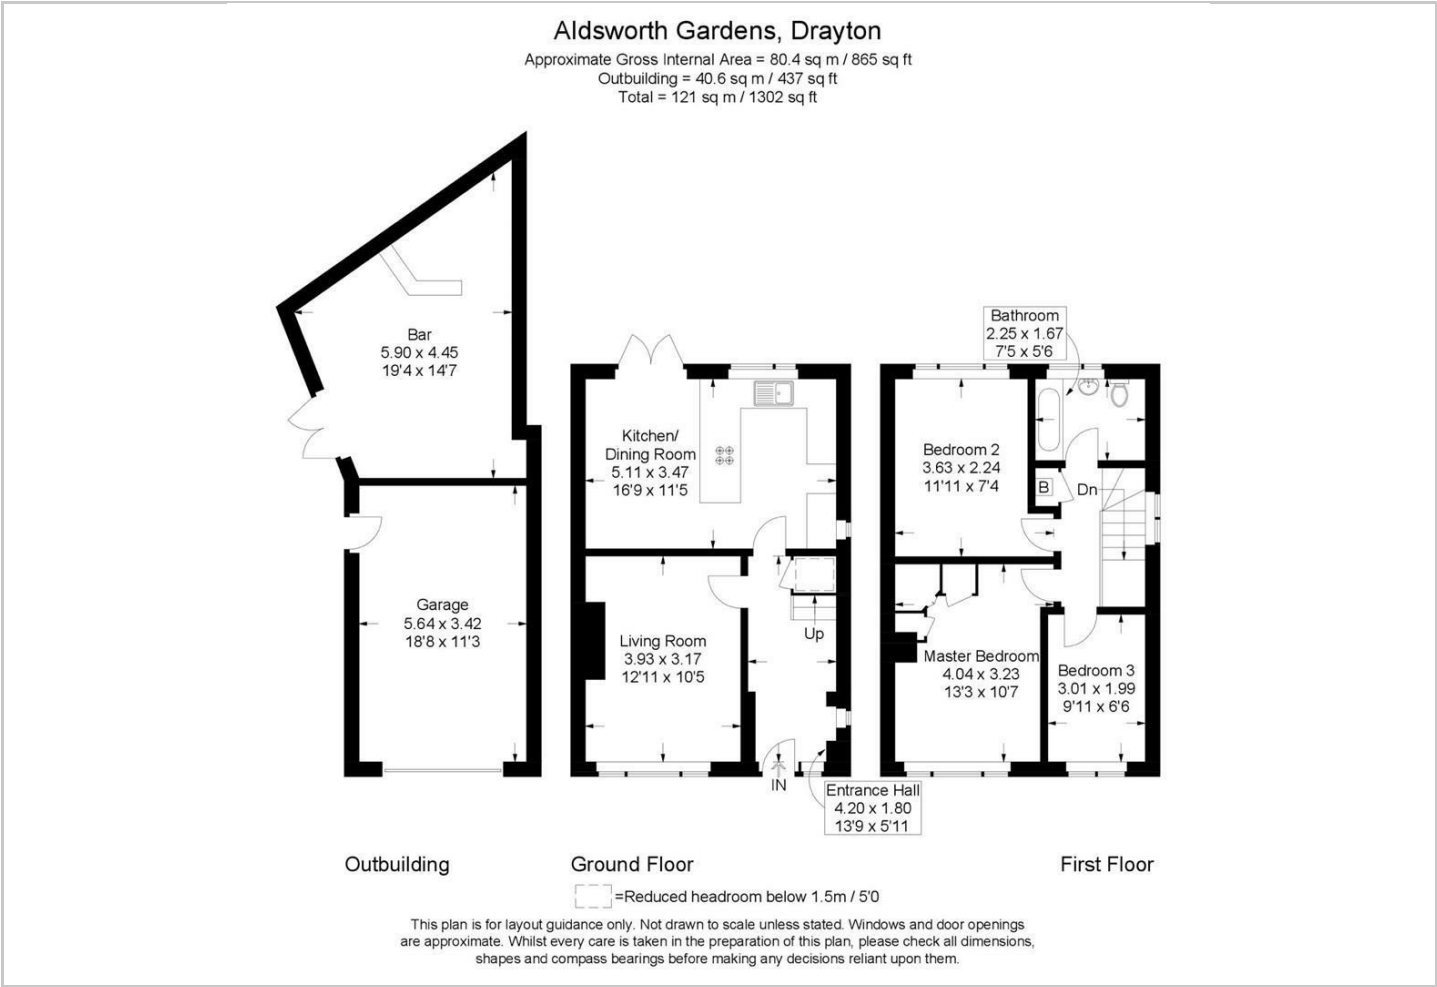 Aldsworth Gardens, Drayton
Approximate Gross Internal Area = 80.4 sq m / 865 sq ft
Outbuilding = 40.6 sq m / 437 sq ft
Total = 121 sq m / 1302 sq ft
Bar
5.90 x 4.45
19'4 x 14'7
Garage
5.64 x 3.42
18'8 x 11'3
Kitchen/
Dining Room
5.11 x 3.47
16'9 x 11'5
Living Room
3.93 x 3.17
12'11 x 10'5
Up
IN
Entrance Hall
4.20 x 1.80
13'9 x 5'11
Bathroom
2.25 x 1.67
7'5 x 5'6
Bedroom 2
3.63 x 2.24
11'11 x 7'4
B
Dn
Master Bedroom
4.04 x 3.23
13'3 x 10'7
Bedroom 3
3.01 x 1.99
9'11 x 6'6
Outbuilding
Ground Floor
First Floor
=Reduced headroom below 1.5m / 5'0
This plan is for layout guidance only. Not drawn to scale unless stated. Windows and door openings
are approximate. Whilst every care is taken in the preparation of this plan, please check all dimensions,
shapes and compass bearings before making any decisions reliant upon them.